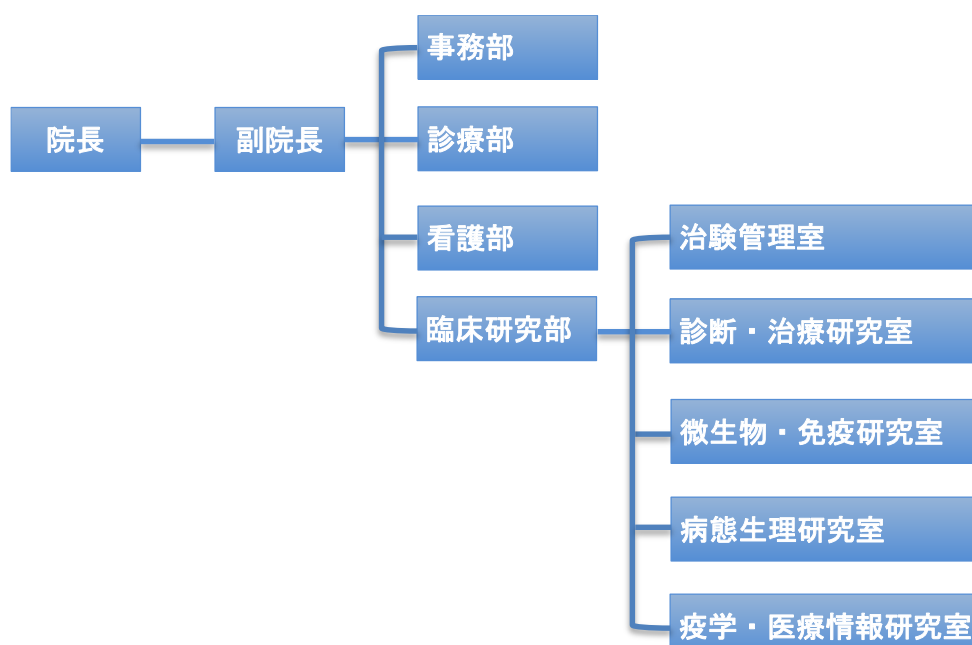 事務部
院長
副院長
診療部
看護部
治験管理室
臨床研究部
診断・治療研究室
微生物・免疫研究室
病態生理研究室
疫学・医療情報研究室